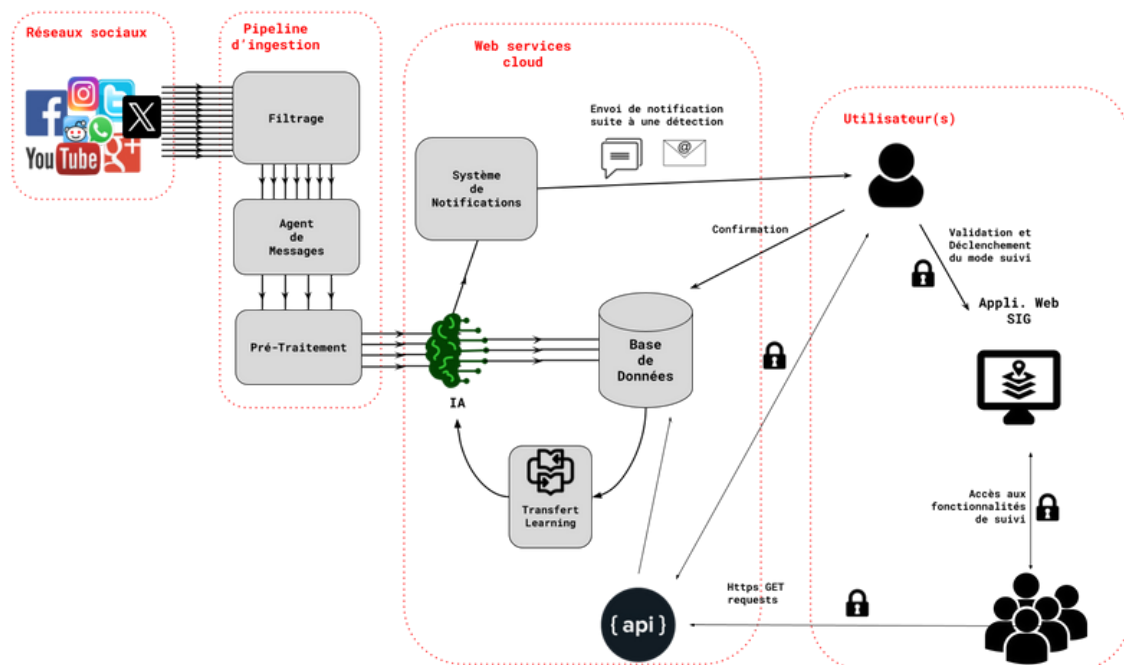 Réseaux sociaux
Pipeline
d'ingestion
Web services
cloud
Utilisateur(s)
YouTube
g+
X
Filtrage
Agent
de
Messages
Pré-Traitement
Système
de
Notifications
Envoi de notification
suite à une détection
@
Confirmation
Validation et
Déclenchement
du mode suivi
Appli. Web
SIG
IA
Base
de
Données
Transfert
Learning
Accès aux
fonctionnalités
de suivi
Https GET
requests
{api}